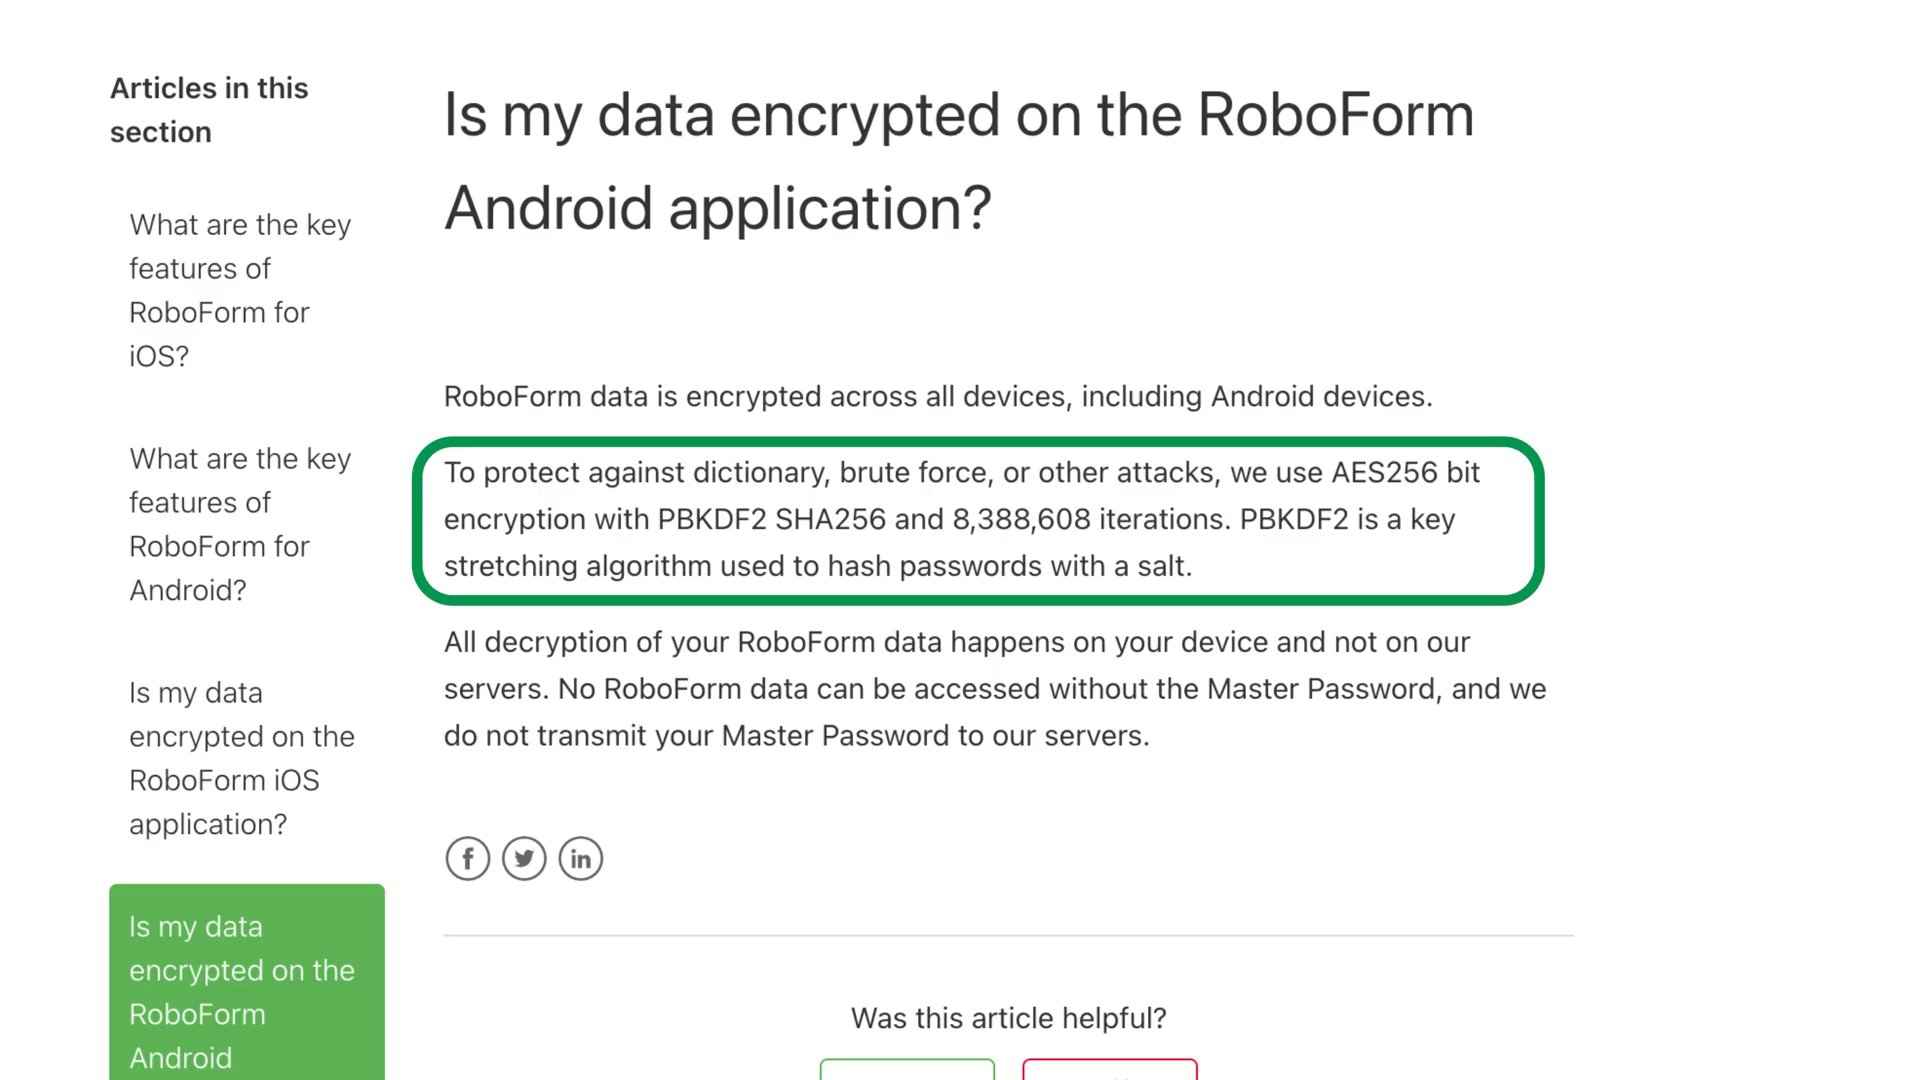 Articles in this
section
What are the key
features of
RoboForm for
iOS?
What are the key
features of
RoboForm for
Android?
Is my data
encrypted on the
RoboForm iOS
application?
Is my data
encrypted on the
RoboForm
Android
Is my data encrypted on the RoboForm
Android application?
RoboForm data is encrypted across all devices, including Android devices.
To protect against dictionary, brute force, or other attacks, we use AES256 bit
encryption with PBKDF2 SHA256 and 8,388,608 iterations. PBKDF2 is a key
stretching algorithm used to hash passwords with a salt.
All decryption of your RoboForm data happens on your device and not on our
servers. No RoboForm data can be accessed without the Master Password, and we
do not transmit your Master Password to our servers.
Was this article helpful?